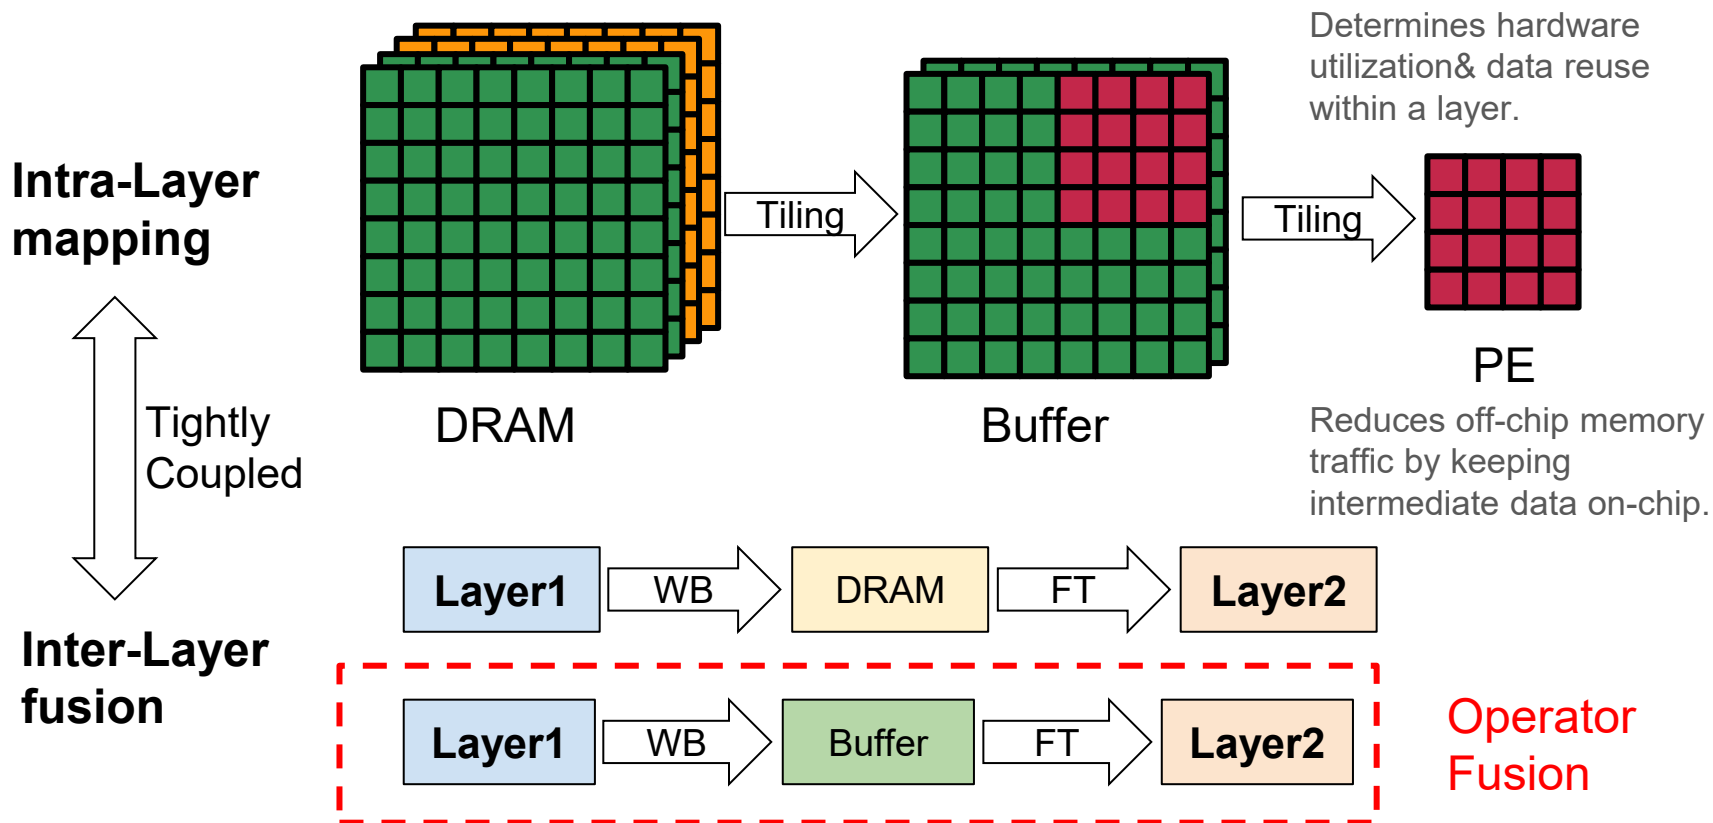 Determines hardware
utilization& data reuse
within a layer.
Intra-Layer
mapping
Tiling
Tiling
DRAM
Buffer
PE
Tightly
Coupled
Reduces off-chip memory
traffic by keeping
intermediate data on-chip.
Layer1
WB
DRAM
FT
Layer2
Inter-Layer
fusion
Layer1
WB
Buffer
FT
Layer2
Operator
Fusion